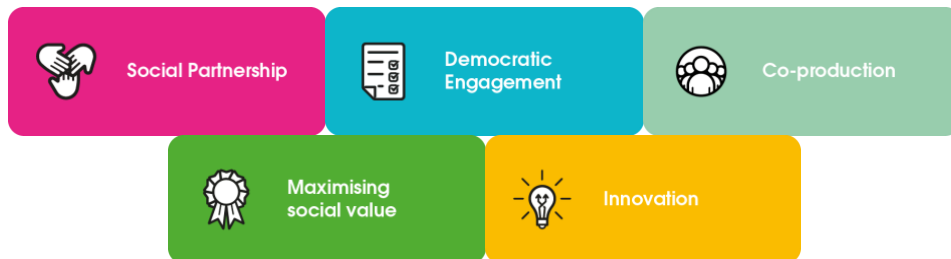 Social Partnership
Democratic
Engagement
Co-production
Maximising
social value
Innovation